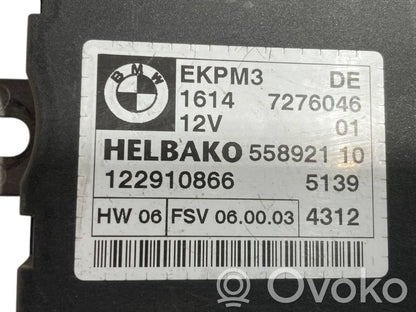 BMW
EKPM3 DE
1614 7276046
12V 01
HELBAKO 558921 10
122910866 5139
HW 06 FSV 06.00.03 4312
Ovoko